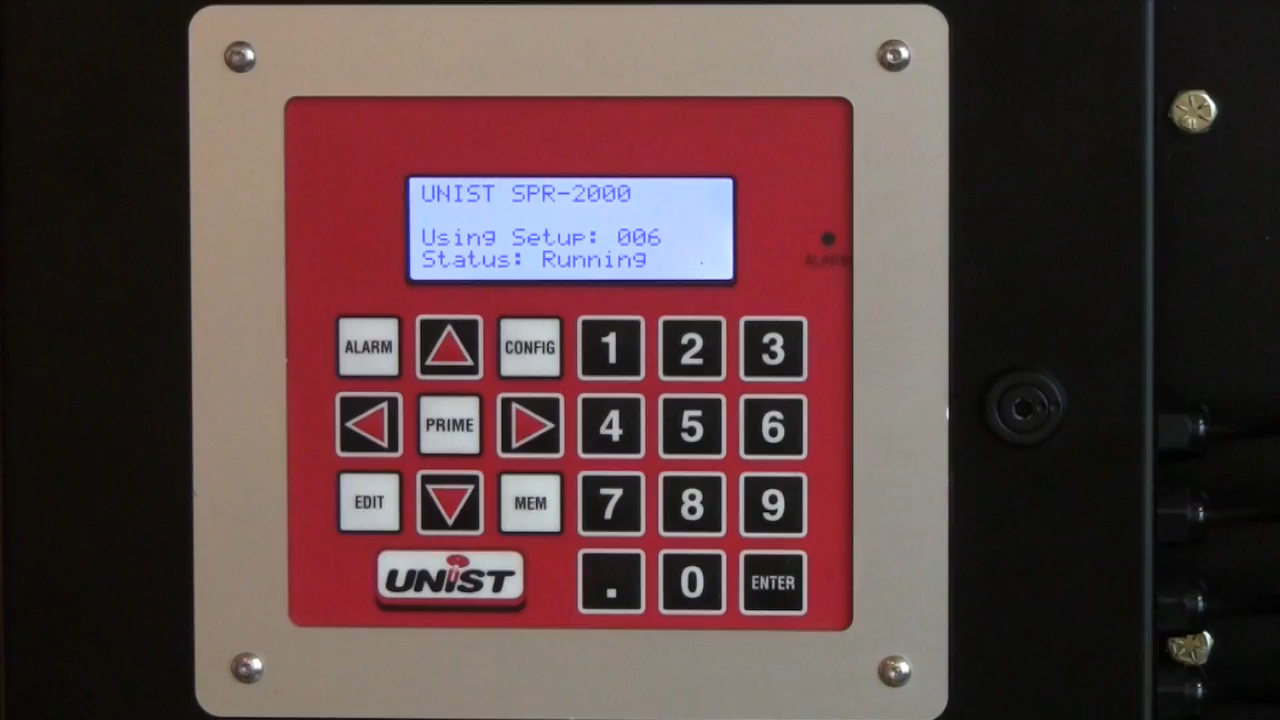 UNIST SPR-2000
Using Setup: 006
Status: Running
ALARM
ALARM
CONFIG
1
2
3
PRIME
4
5
6
EDIT
MEM
7
8
9
UNIST
.
0
ENTER